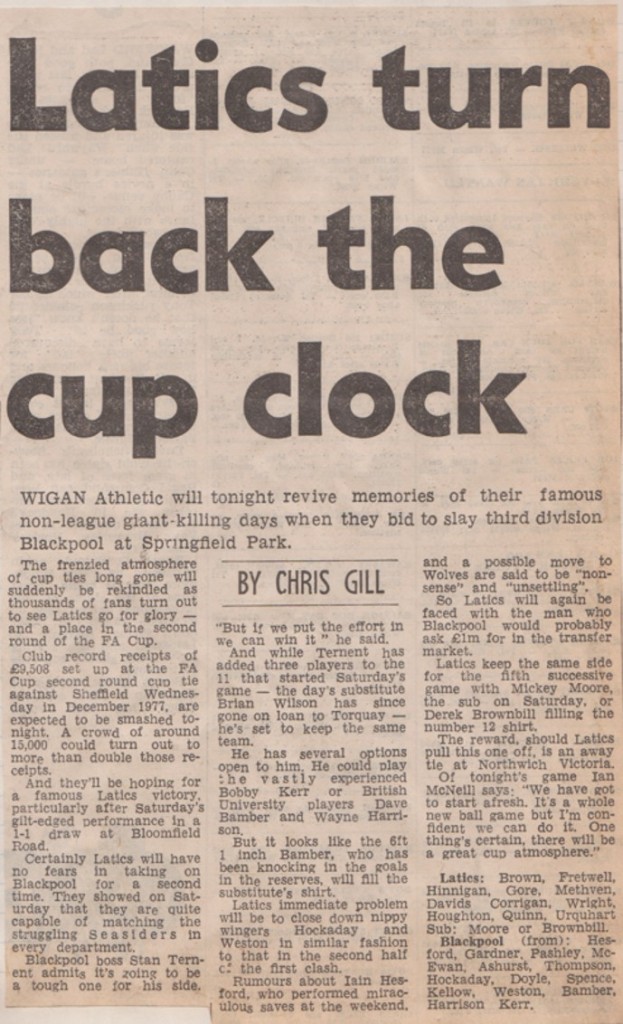 Latics turn
back the
cup clock
WIGAN Athletic will tonight revive memories of their famous
non-league giant-killing days when they bid to slay third division
Blackpool at Springfield Park.
The frenzied atmosphere
of cup ties long gone will
suddenly be rekindled as
thousands of fans turn out
to see Latics go for glory —
and a place in the second
round of the FA Cup.
Club record receipts of
£9,508 set up at the FA
Cup second round cup tie
against Sheffield Wednes-
day in December 1977, are
expected to be smashed to-
night. A crowd of around
15,000 could turn out to
more than double those re-
ceipts.
And they'll be hoping for
a famous Latics victory,
particularly after Saturday's
gilt-edged performance in a
1-1 draw at Bloomfield
Road.
Certainly Latics will have
no fears in taking on
Blackpool for a second
time. They showed on Sat-
urday that they are quite
capable of matching the
struggling Seasiders in
every department.
Blackpool boss Stan Tern-
ent admits it's going to be
a tough one for his side.
BY CHRIS GILL
"But if we put the effort in
we can win it" he said.
And while Ternent has
added three players to the
11 that started Saturday's
game — the day's substitute
Brian Wilson has since
gone on loan to Torquay —
he's set to keep the same
team.
He has several options
open to him. He could play
the vastly experienced
Bobby Kerr or British
University players Dave
Bamber and Wayne Harri-
son.
But it looks like the 6ft
1 inch Bamber, who has
been knocking in the goals
in the reserves, will fill the
substitute's shirt.
Latics immediate problem
will be to close down nippy
wingers Hockaday and
Weston in similar fashion
to that in the second half
of the first clash.
Rumours about Iain Hes-
ford, who performed mirac-
ulous saves at the weekend,
and a possible move to
Wolves are said to be "non-
sense" and "unsettling".
So Latics will again be
faced with the man who
Blackpool would probably
ask £1m for in the transfer
market.
Latics keep the same side
for the fifth successive
game with Mickey Moore,
the sub on Saturday, or
Derek Brownbill filling the
number 12 shirt.
The reward, should Latics
pull this one off, is an away
tie at Northwich Victoria.
Of tonight's game Ian
McNeill says: "We have got
to start afresh. It's a whole
new ball game but I'm con-
fident we can do it. One
thing's certain, there will be
a great cup atmosphere."
Latics: Brown, Fretwell,
Hinnigan, Gore, Methven,
Davids Corrigan, Wright,
Houghton, Quinn, Urquhart
Sub: Moore or Brownbill.
Blackpool (from): Hes-
ford, Gardner, Pashley, Mc-
Ewan, Ashurst, Thompson,
Hockaday, Doyle, Spence,
Kellow, Weston, Bamber,
Harrison Kerr.